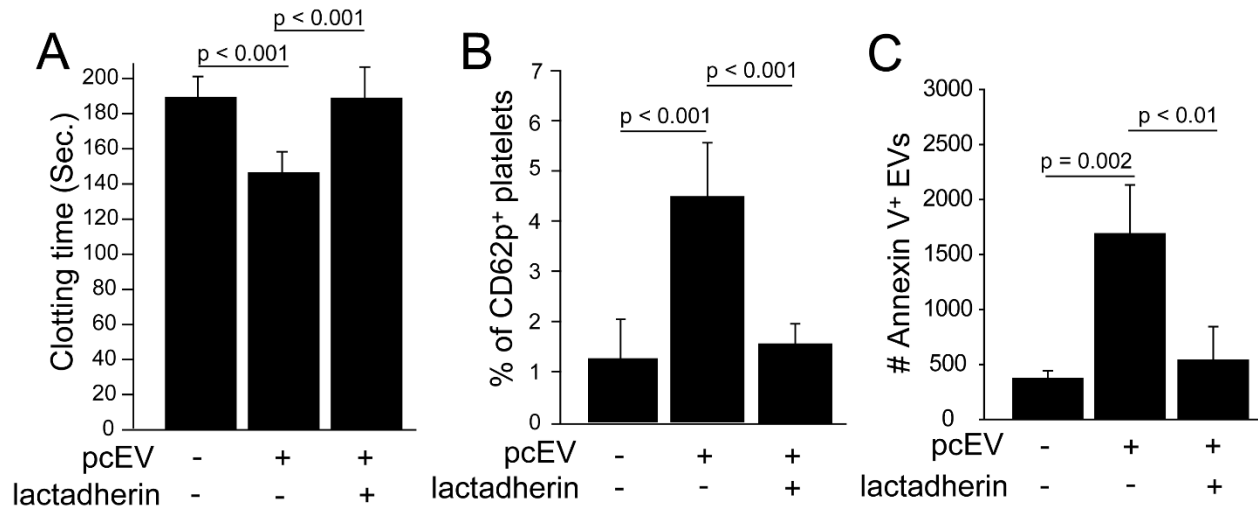 A
p < 0.001
p < 0.001
Clotting time (Sec.)
200
180
160
140
120
100
80
60
40
20
0
pcEV - + +
lactadherin - - +
B
p < 0.001
p < 0.001
% of CD62p⁺ platelets
7
6
5
4
3
2
1
0
pcEV - + +
lactadherin - - +
C
p < 0.01
p = 0.002
# Annexin V⁺ EVs
3000
2500
2000
1500
1000
500
0
pcEV - + +
lactadherin - - +